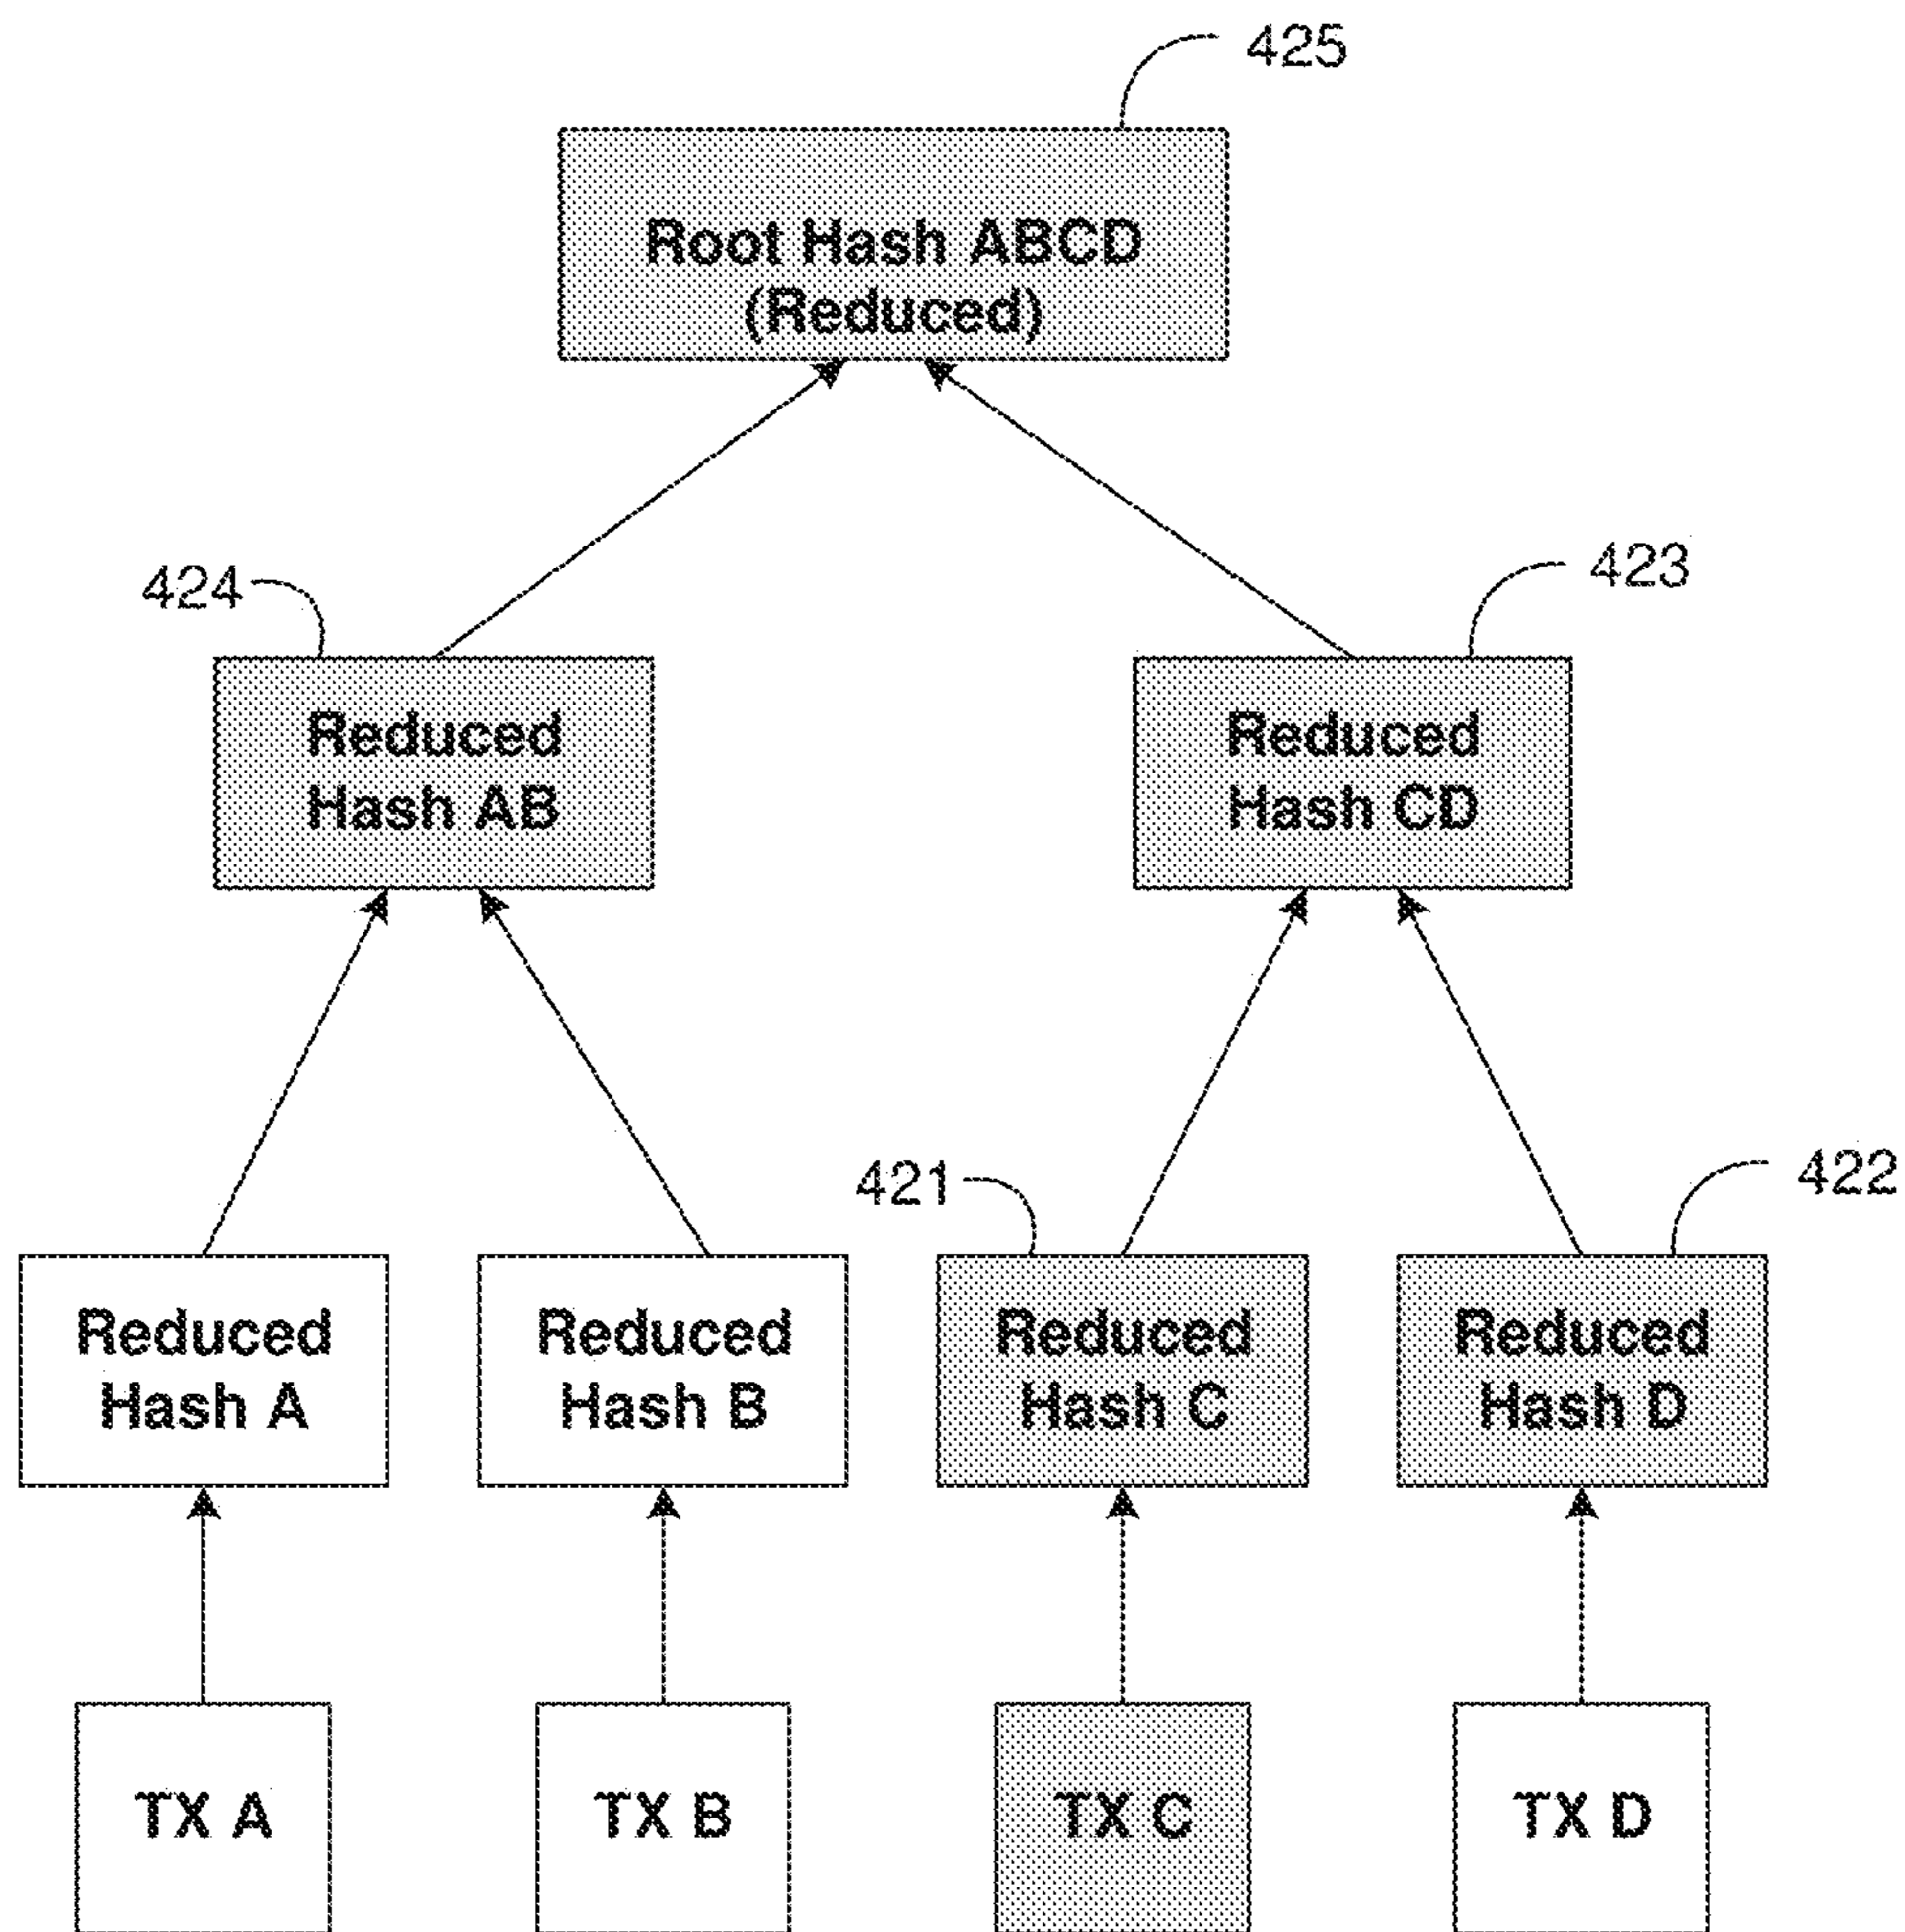 425
Root Hash ABCD
(Reduced)
424
423
Reduced
Hash AB
Reduced
Hash CD
421
422
Reduced
Hash A
Reduced
Hash B
Reduced
Hash C
Reduced
Hash D
TX A
TX B
TX C
TX D